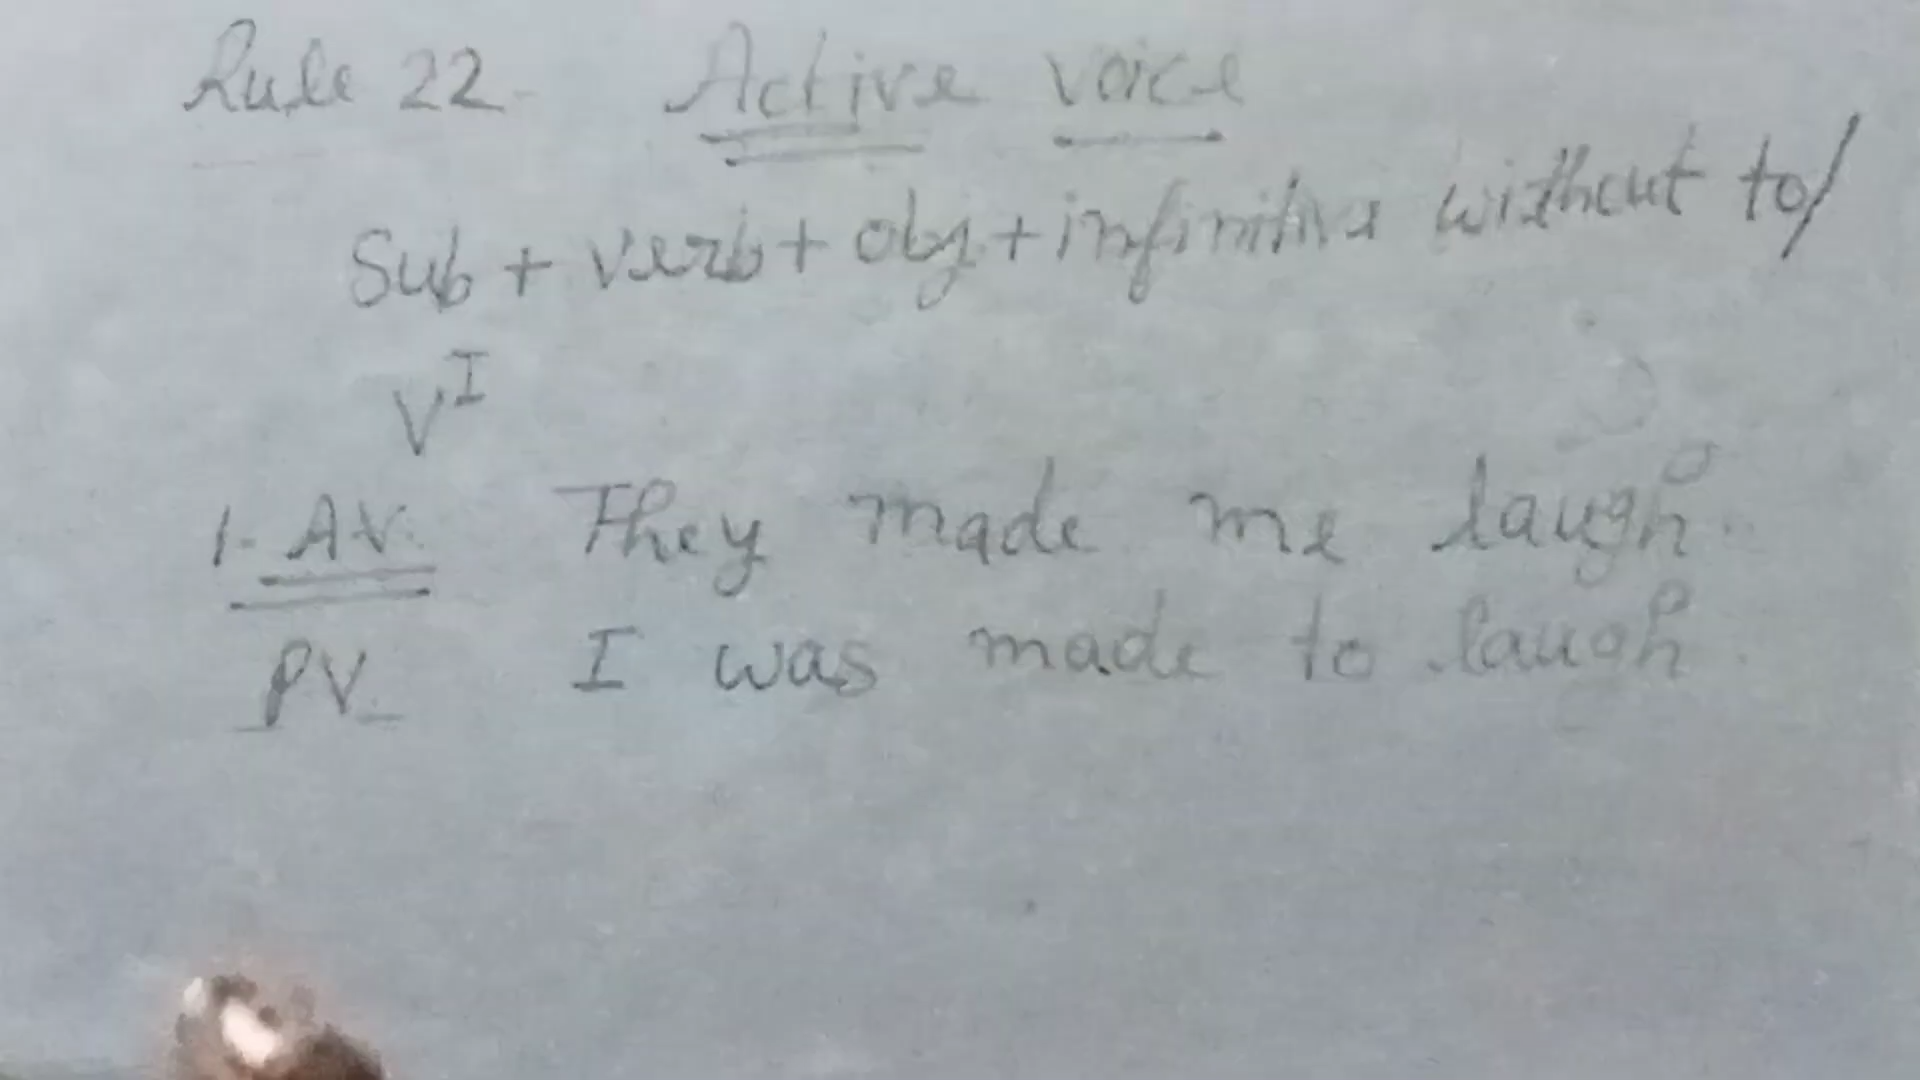 Rule 22. Active voice
Sub + verb + obj. + infinitive without to/
V^I
1. AV. They made me laugh.
PV. I was made to laugh.